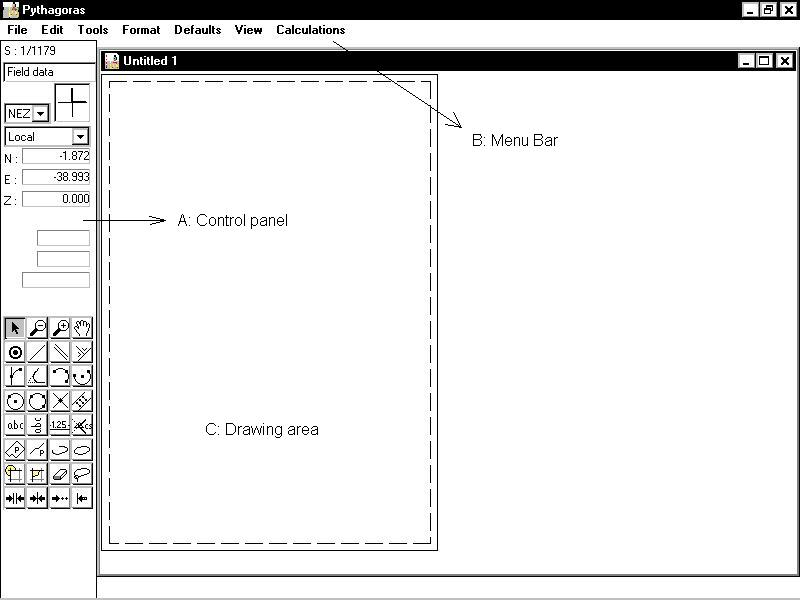 Pythagoras
File Edit Tools Format Defaults View Calculations
S : 1/1179
Untitled 1
Field data
NEZ
B: Menu Bar
Local
N : -1.872
E : -38.993
Z : 0.000
A: Control panel
C: Drawing area
abc abc -1.25-
P P